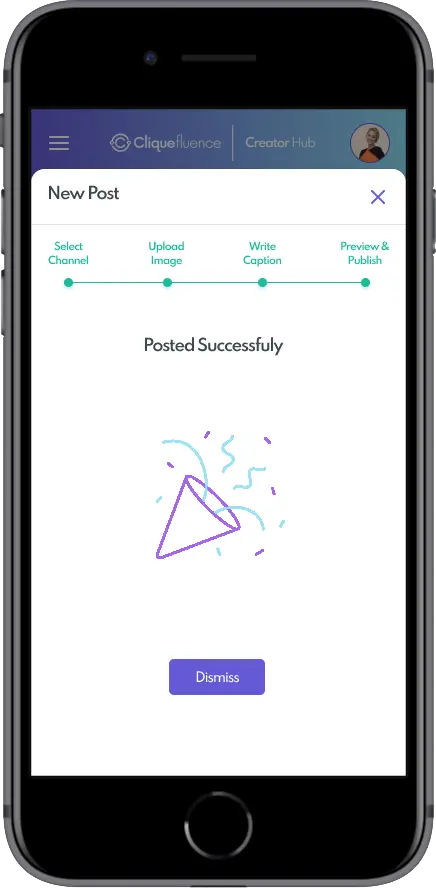 Cliquefluence Creator Hub
New Post
Select Channel
Upload Image
Write Caption
Preview & Publish
Posted Successfuly
Dismiss